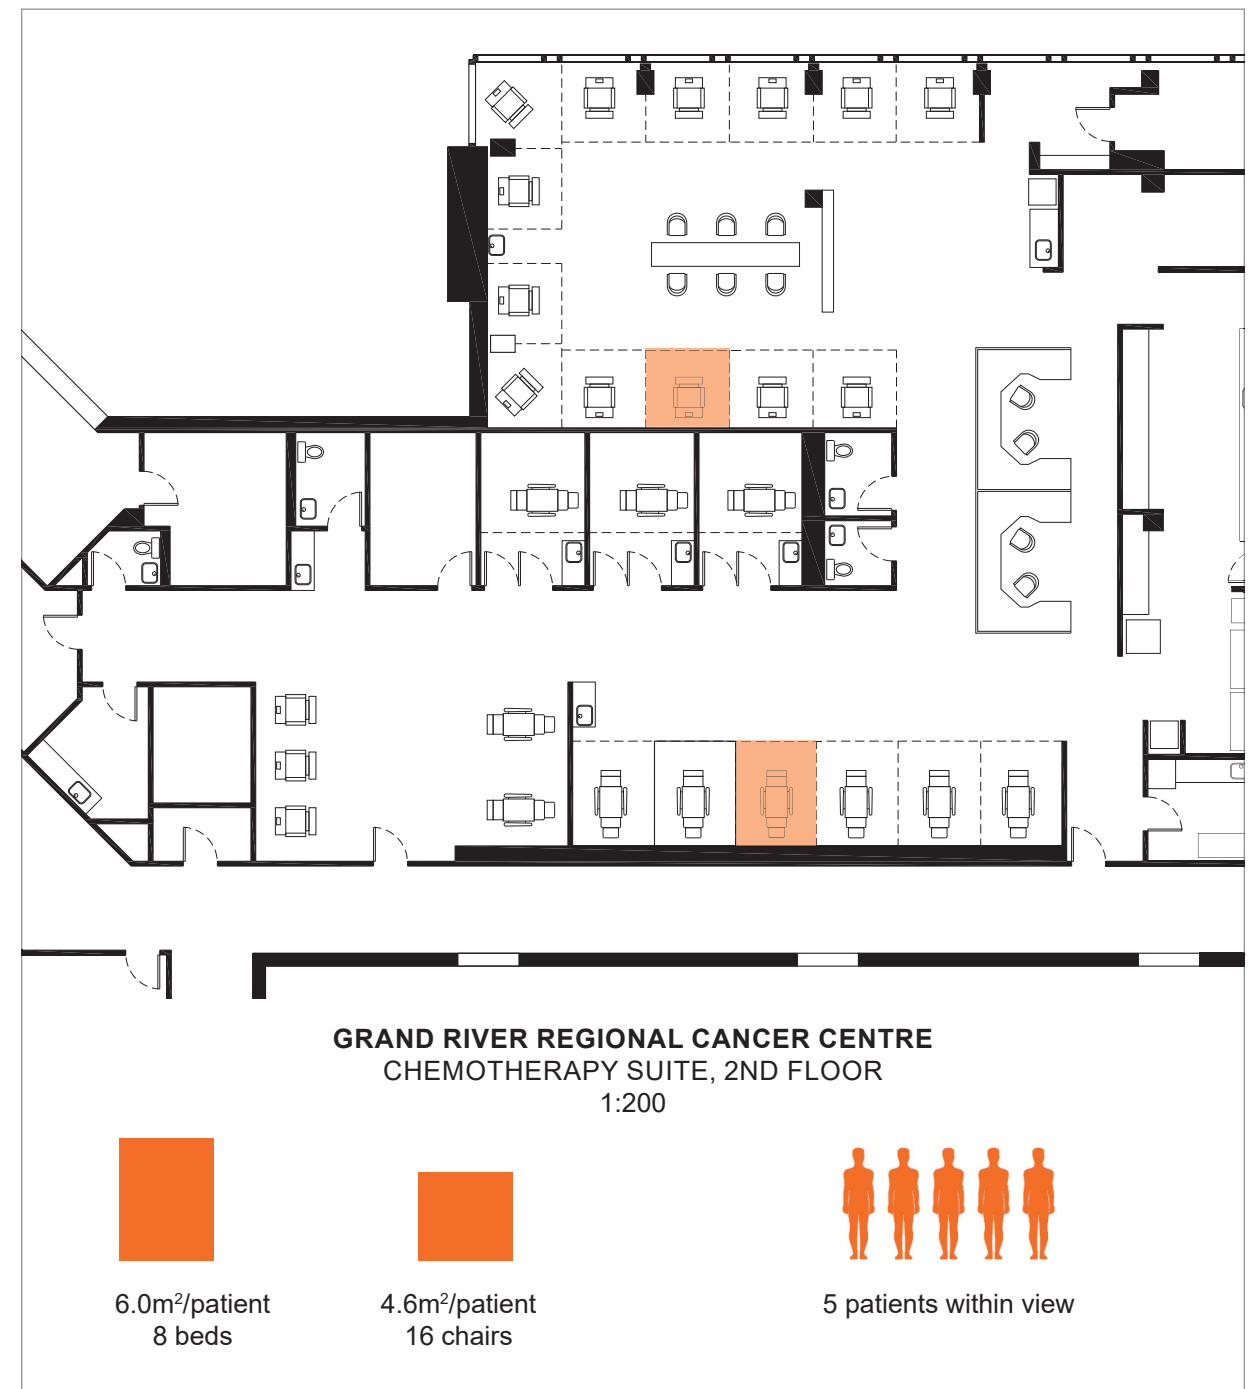 GRAND RIVER REGIONAL CANCER CENTRE
CHEMOTHERAPY SUITE, 2ND FLOOR
1:200
6.0m²/patient
8 beds
4.6m²/patient
16 chairs
5 patients within view